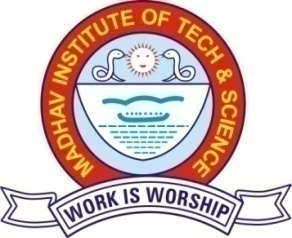 MADHAV INSTITUTE OF TECH & SCIENCE
WORK IS WORSHIP